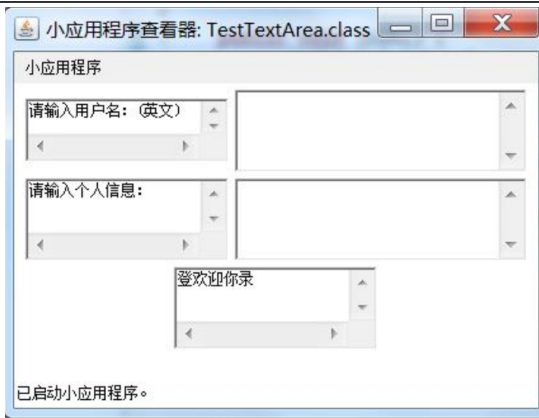 小应用程序查看器: TestTextArea.class
小应用程序
请输入用户名:（英文）
请输入个人信息:
登欢迎你录
已启动小应用程序。